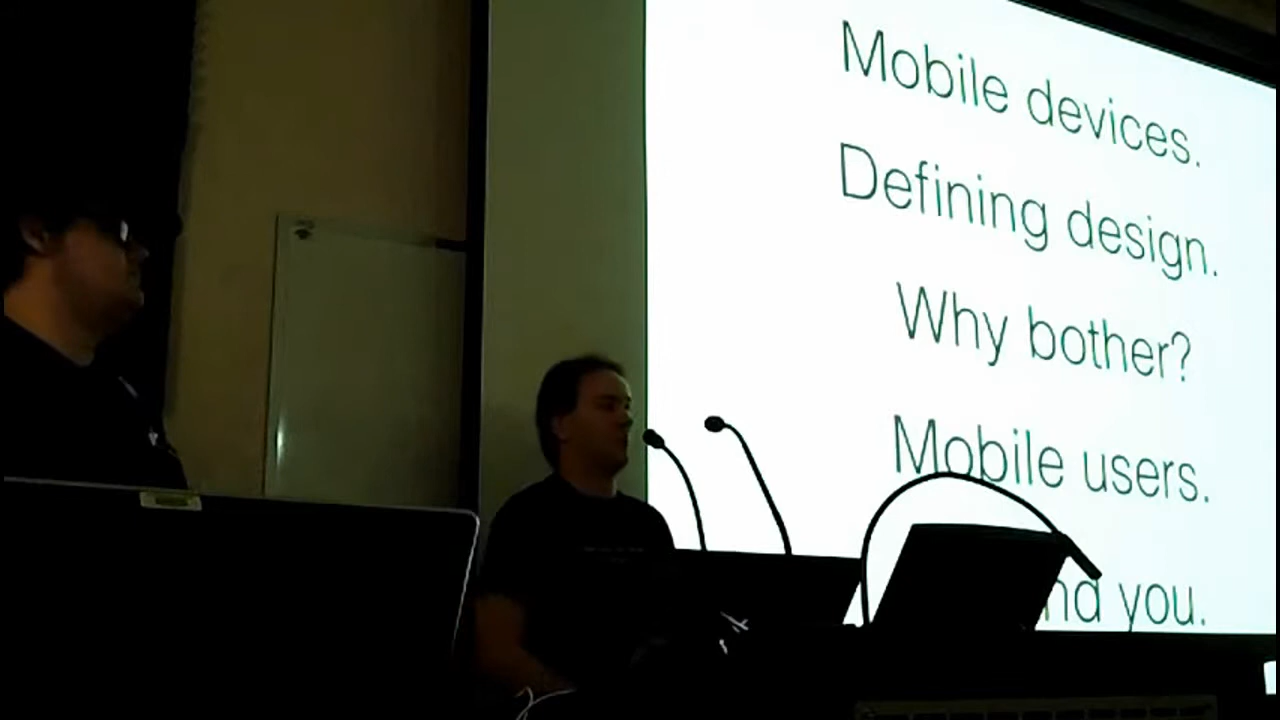 Mobile devices.
Defining design.
Why bother?
Mobile users.
you.